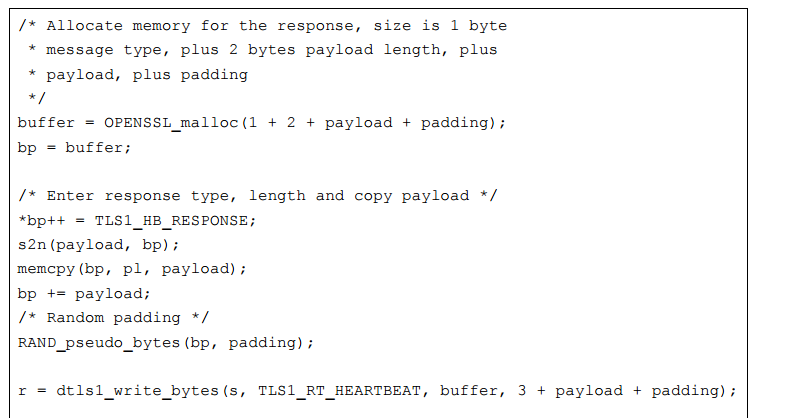 /* Allocate memory for the response, size is 1 byte
 * message type, plus 2 bytes payload length, plus
 * payload, plus padding
 */
buffer = OPENSSL_malloc(1 + 2 + payload + padding);
bp = buffer;

/* Enter response type, length and copy payload */
*bp++ = TLS1_HB_RESPONSE;
s2n(payload, bp);
memcpy(bp, pl, payload);
bp += payload;
/* Random padding */
RAND_pseudo_bytes(bp, padding);

r = dtls1_write_bytes(s, TLS1_RT_HEARTBEAT, buffer, 3 + payload + padding);